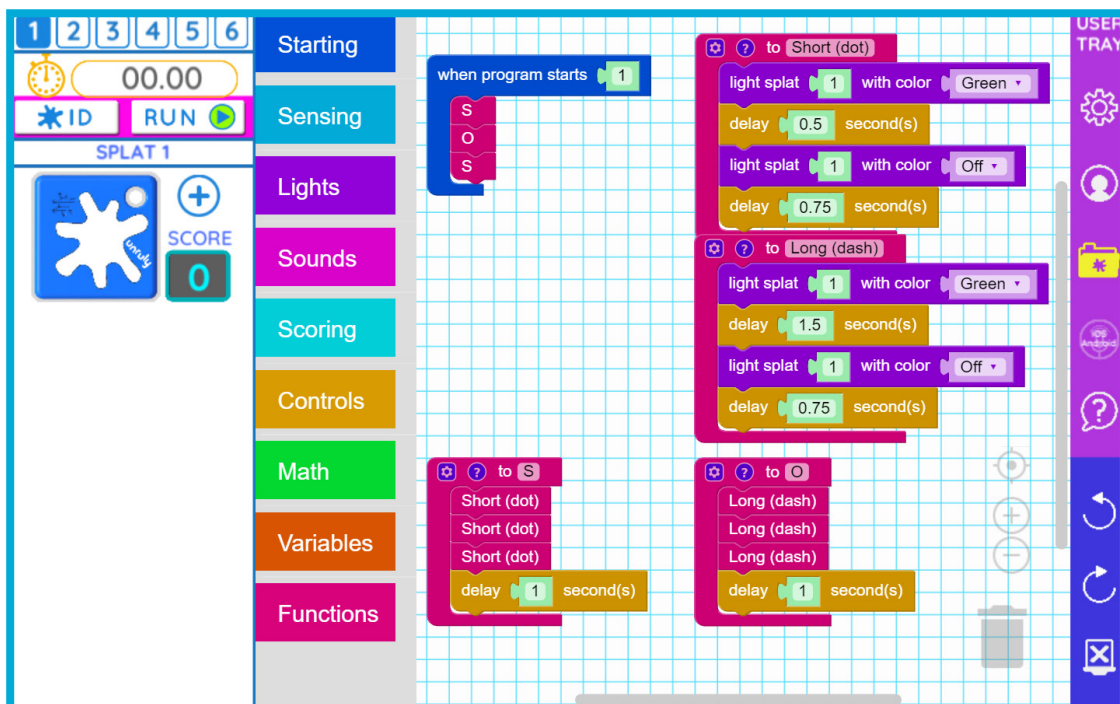 1 2 3 4 5 6
00.00
ID RUN
SPLAT 1
unruly
SCORE
0
Starting
Sensing
Lights
Sounds
Scoring
Controls
Math
Variables
Functions
when program starts 1
S
O
S
? to Short (dot)
light splat 1 with color Green
delay 0.5 second(s)
light splat 1 with color Off
delay 0.75 second(s)
? to Long (dash)
light splat 1 with color Green
delay 1.5 second(s)
light splat 1 with color Off
delay 0.75 second(s)
? to S
Short (dot)
Short (dot)
Short (dot)
delay 1 second(s)
? to O
Long (dash)
Long (dash)
Long (dash)
delay 1 second(s)
USER
TRAY
iOS
Android
?